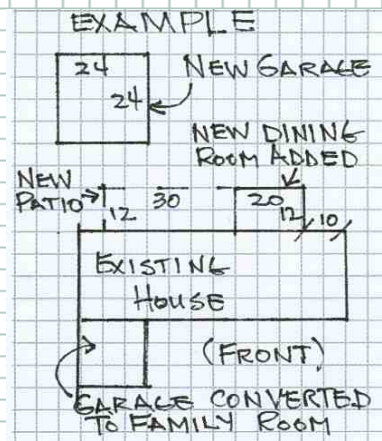 EXAMPLE
24
24
NEW GARAGE
NEW DINING
ROOM ADDED
NEW
PATIO
12
30
20
12
10
EXISTING
HOUSE
(FRONT)
GARAGE CONVERTED
TO FAMILY ROOM